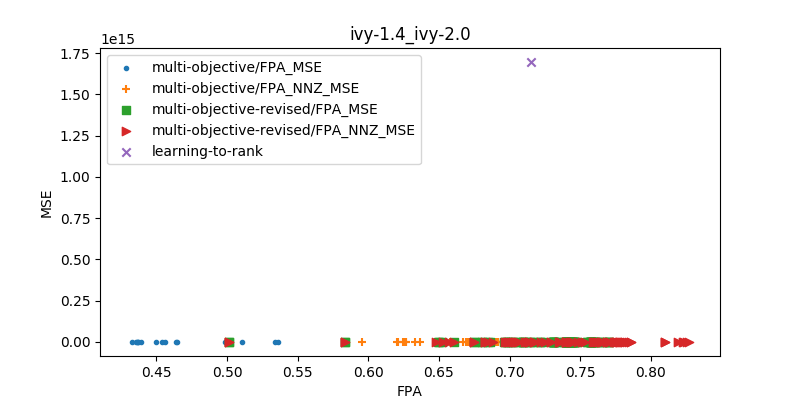 ivy-1.4_ivy-2.0
1e15
1.75
1.50
1.25
1.00
0.75
0.50
0.25
0.00
MSE
multi-objective/FPA_MSE
multi-objective/FPA_NNZ_MSE
multi-objective-revised/FPA_MSE
multi-objective-revised/FPA_NNZ_MSE
learning-to-rank
0.45 0.50 0.55 0.60 0.65 0.70 0.75 0.80
FPA